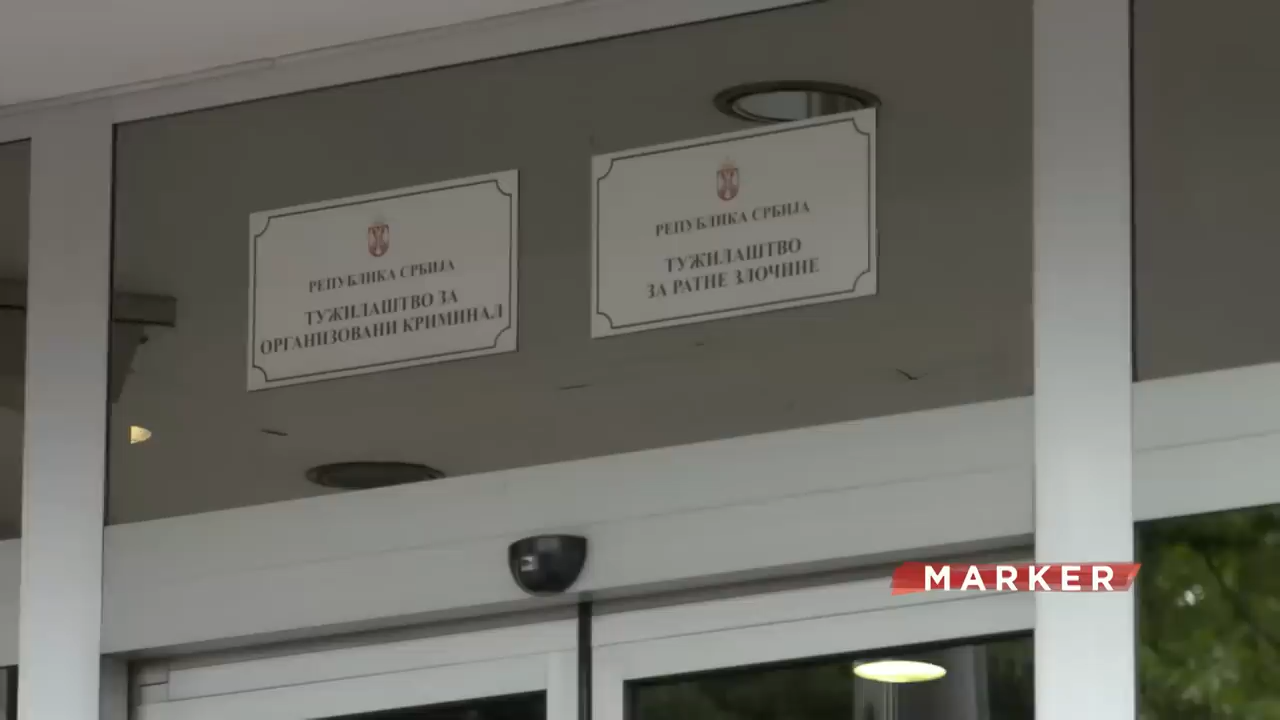 РЕПУБЛИКА СРБИЈА
ТУЖИЛАШТВО ЗА
ОРГАНИЗОВАНИ КРИМИНАЛ
РЕПУБЛИКА СРБИЈА
ТУЖИЛАШТВО
ЗА РАТНЕ ЗЛОЧИНЕ
MARKER